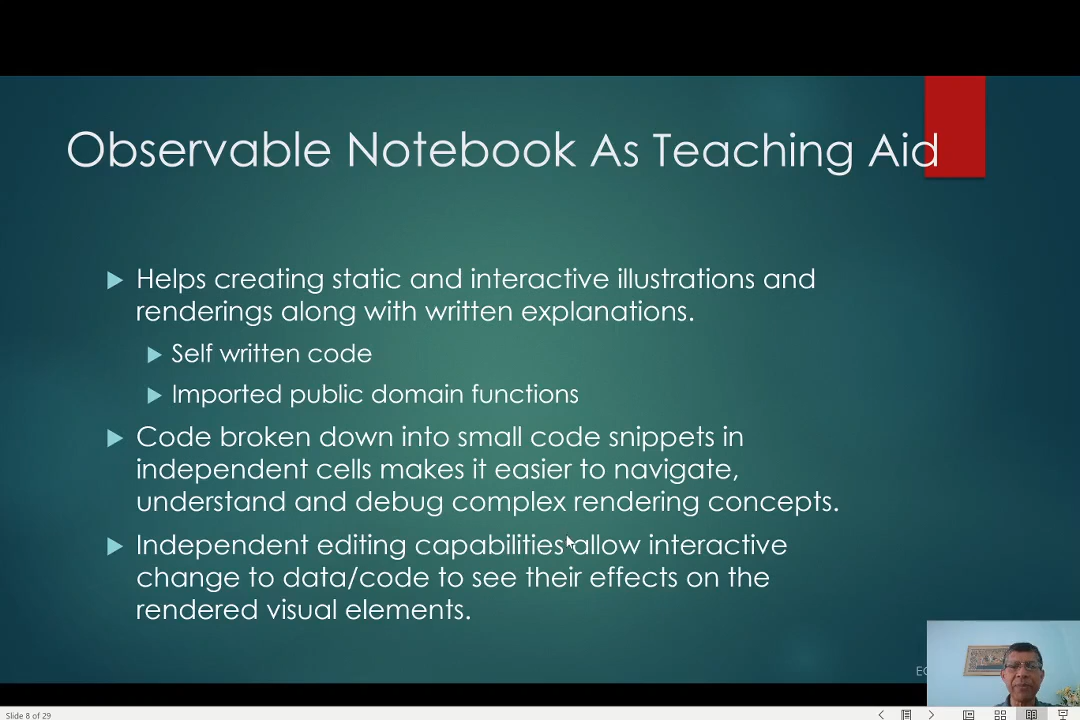 Observable Notebook As Teaching Aid
Helps creating static and interactive illustrations and
renderings along with written explanations.
Self written code
Imported public domain functions
Code broken down into small code snippets in
independent cells makes it easier to navigate,
understand and debug complex rendering concepts.
Independent editing capabilities allow interactive
change to data/code to see their effects on the
rendered visual elements.
Slide 8 of 29